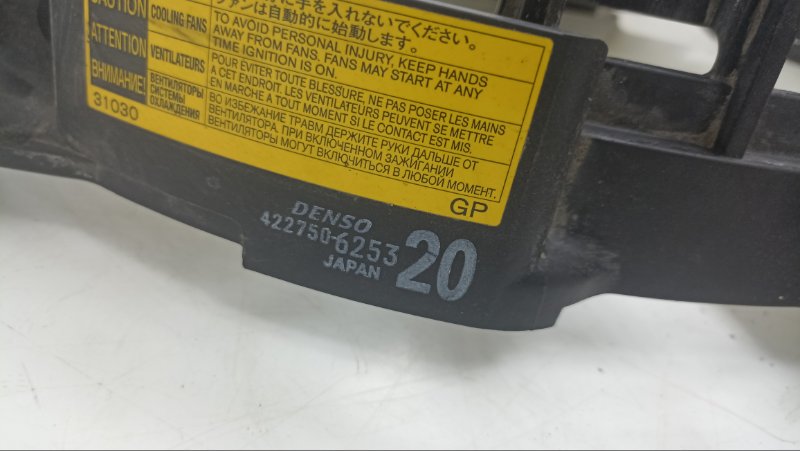 CAUTION
COOLING FANS
手を入れないでください。
ファンは自動的に始動します。
TO AVOID PERSONAL INJURY, KEEP HANDS
AWAY FROM FANS. FANS MAY START AT ANY
TIME IGNITION IS ON.
ATTENTION
VENTILATEURS
POUR EVITER TOUTE BLESSURE, NE PAS POSER LES MAINS
A CET ENDROIT. LES VENTILATEURS PEUVENT SE METTRE
EN MARCHE A TOUT MOMENT SI LE CONTACT EST MIS.
ВНИМАНИЕ!
ВЕНТИЛЯТОРЫ
СИСТЕМЫ
ОХЛАЖДЕНИЯ
ВО ИЗБЕЖАНИЕ ТРАВМ ДЕРЖИТЕ РУКИ ДАЛЬШЕ ОТ
ВЕНТИЛЯТОРА. ПРИ ВКЛЮЧЕННОМ ЗАЖИГАНИИ
ВЕНТИЛЯТОРЫ МОГУТ ВКЛЮЧИТЬСЯ В ЛЮБОЙ МОМЕНТ.
31030
GP
DENSO
422750-6253
JAPAN
20